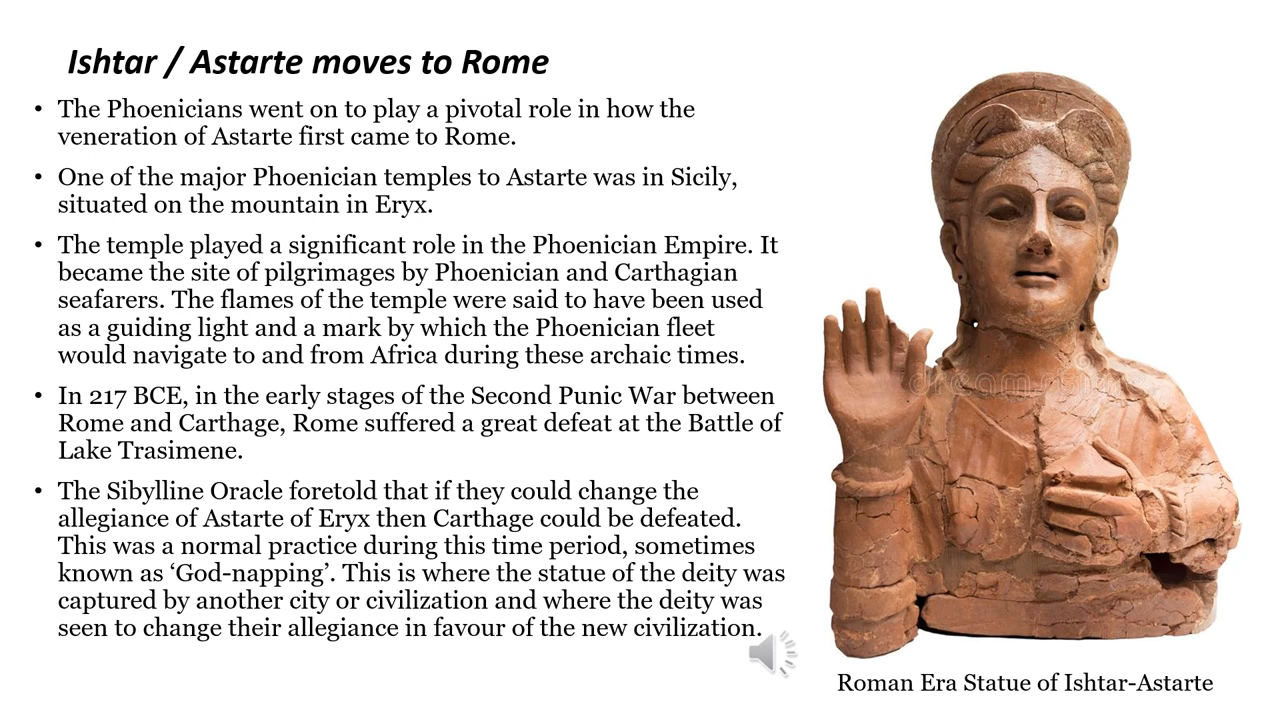 Ishtar / Astarte moves to Rome
• The Phoenicians went on to play a pivotal role in how the
veneration of Astarte first came to Rome.
• One of the major Phoenician temples to Astarte was in Sicily,
situated on the mountain in Eryx.
• The temple played a significant role in the Phoenician Empire. It
became the site of pilgrimages by Phoenician and Carthagian
seafarers. The flames of the temple were said to have been used
as a guiding light and a mark by which the Phoenician fleet
would navigate to and from Africa during these archaic times.
• In 217 BCE, in the early stages of the Second Punic War between
Rome and Carthage, Rome suffered a great defeat at the Battle of
Lake Trasimene.
• The Sibylline Oracle foretold that if they could change the
allegiance of Astarte of Eryx then Carthage could be defeated.
This was a normal practice during this time period, sometimes
known as ‘God-napping’. This is where the statue of the deity was
captured by another city or civilization and where the deity was
seen to change their allegiance in favour of the new civilization.
Roman Era Statue of Ishtar-Astarte